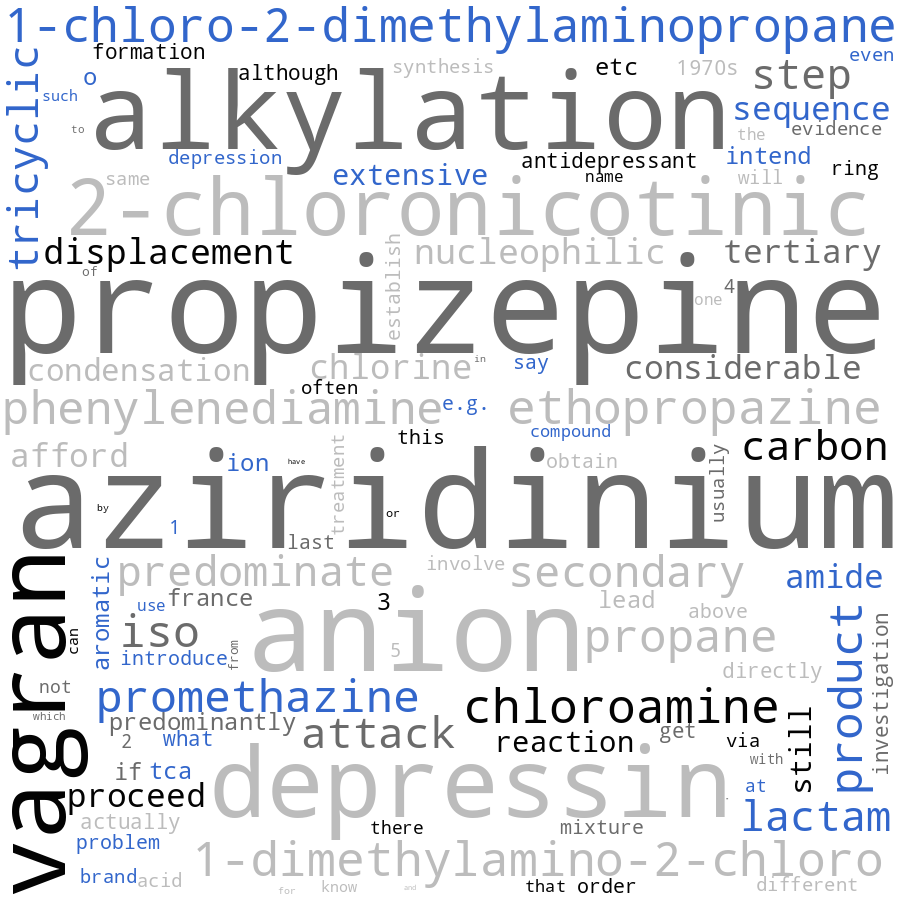 1-chloro-2-dimethylaminopropane
tricyclic
formation
even
although
synthesis
etc
1970s
step
o
such
alkylation
sequence
to
the
evidence
depression
antidepressant
intend
extensive
name
ring
same
will
2-chloronicotinic
displacement
of
establish
nucleophilic
tertiary
propizepine
4
one
condensation
chlorine
in
say
considerable
often
phenylenediamine
e.g.
ethopropazine
this
compound
carbon
afford
ion
have
treatment
obtain
usually
aziridinium
by
1
or
last
vagran
aromatic
predominate
involve
secondary
amide
use
france
3
lead
above
product
investigation
can
iso
anion
propane
introduce
from
5
directly
not
promethazine
chloroamine
which
predominantly
attack
get
still
2
what
reaction
via
with
if
tca
depressin
at
proceed
.
lactam
actually
there
mixture
problem
1-dimethylamino-2-chloro
brand
acid
for
know
and
that
order
different